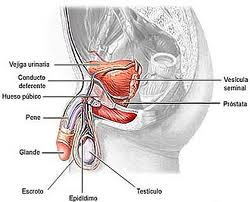 Vejiga urinaria
Conducto
deferente
Hueso púbico
Pene
Glande
Escroto
Epidídimo
Testículo
Vesícula
seminal
Próstata